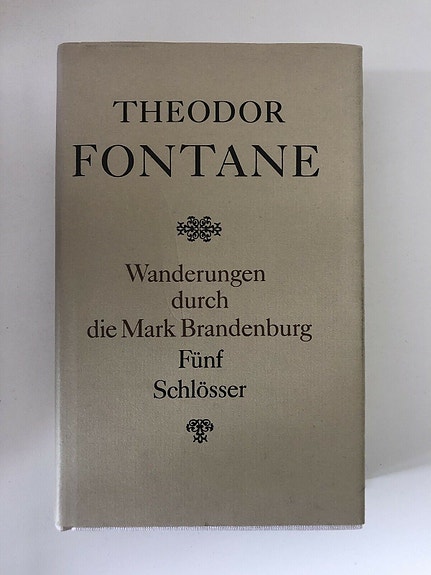 THEODOR
FONTANE
Wanderungen
durch
die Mark Brandenburg
Fünf
Schlösser